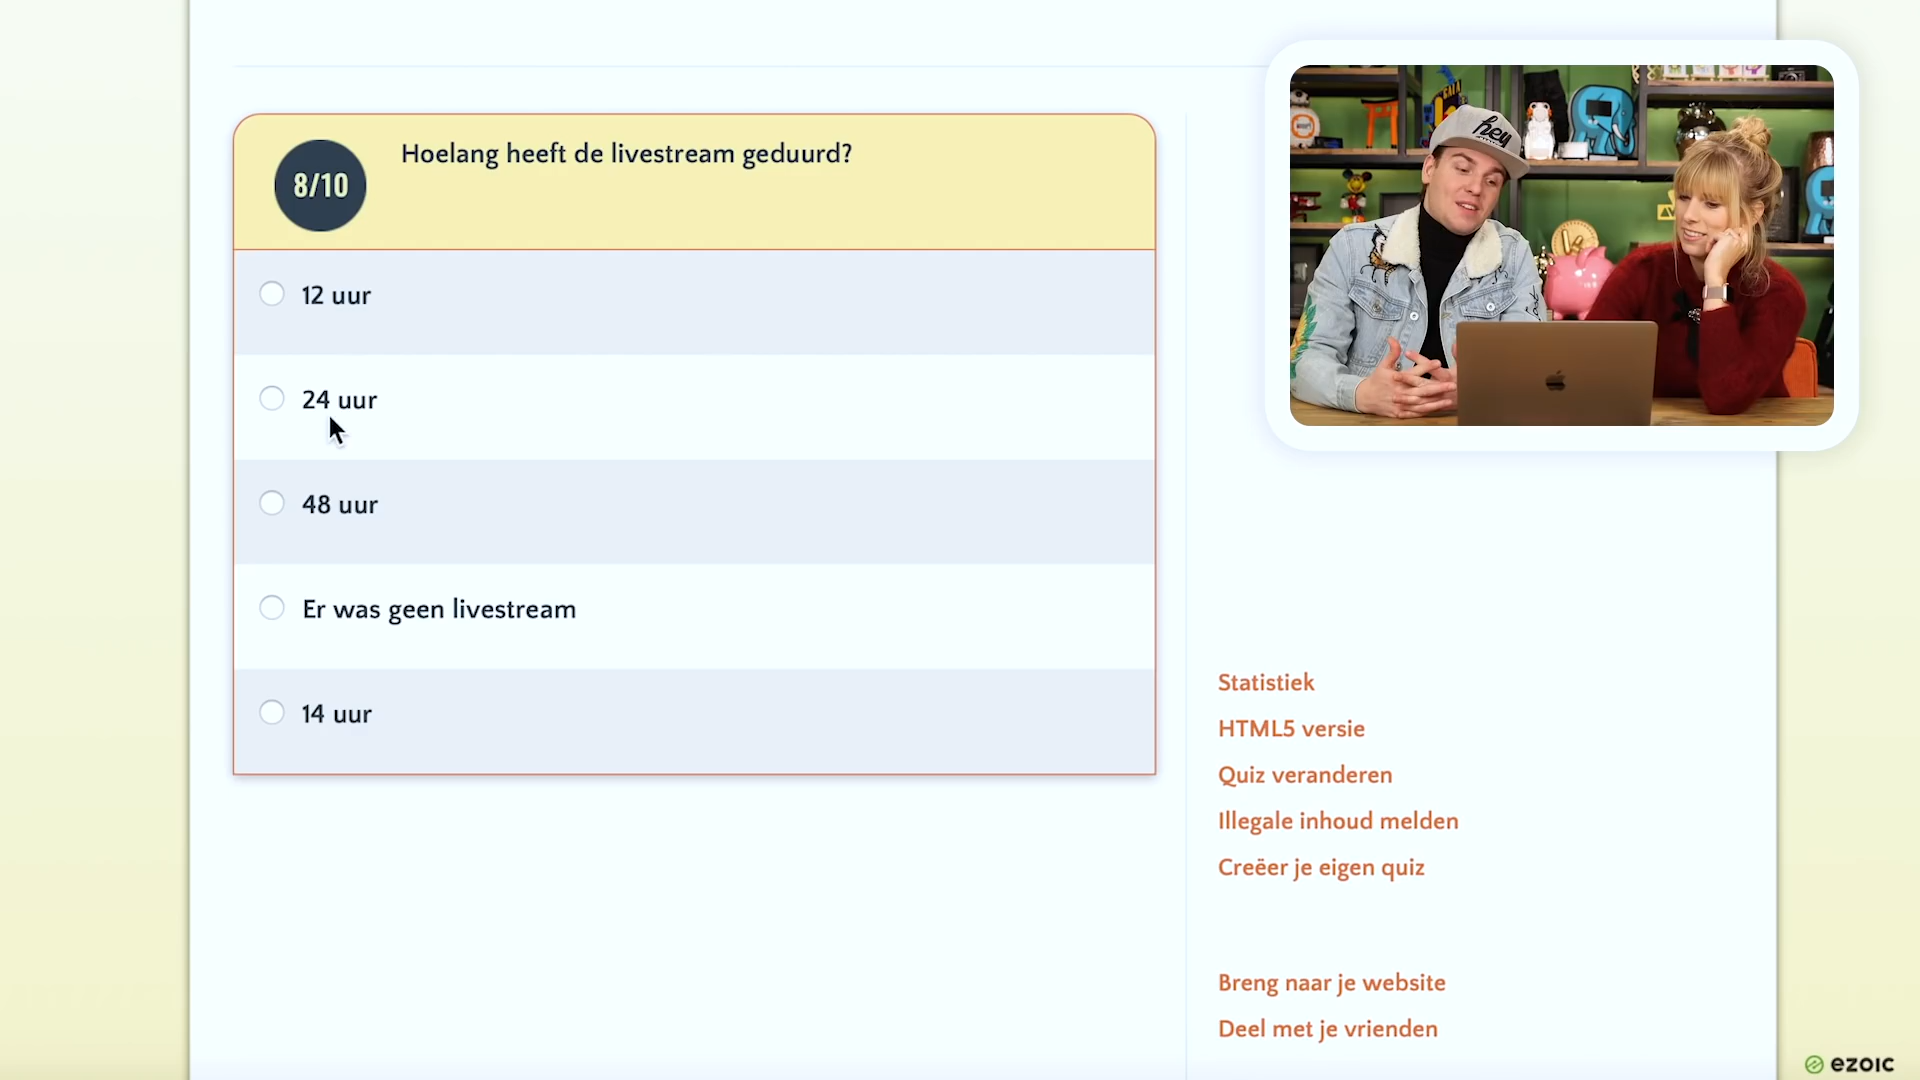 8/10
Hoelang heeft de livestream geduurd?
12 uur
24 uur
48 uur
Er was geen livestream
14 uur
hey
GAIA
Statistiek
HTML5 versie
Quiz veranderen
Illegale inhoud melden
Creëer je eigen quiz
Breng naar je website
Deel met je vrienden
ezoic